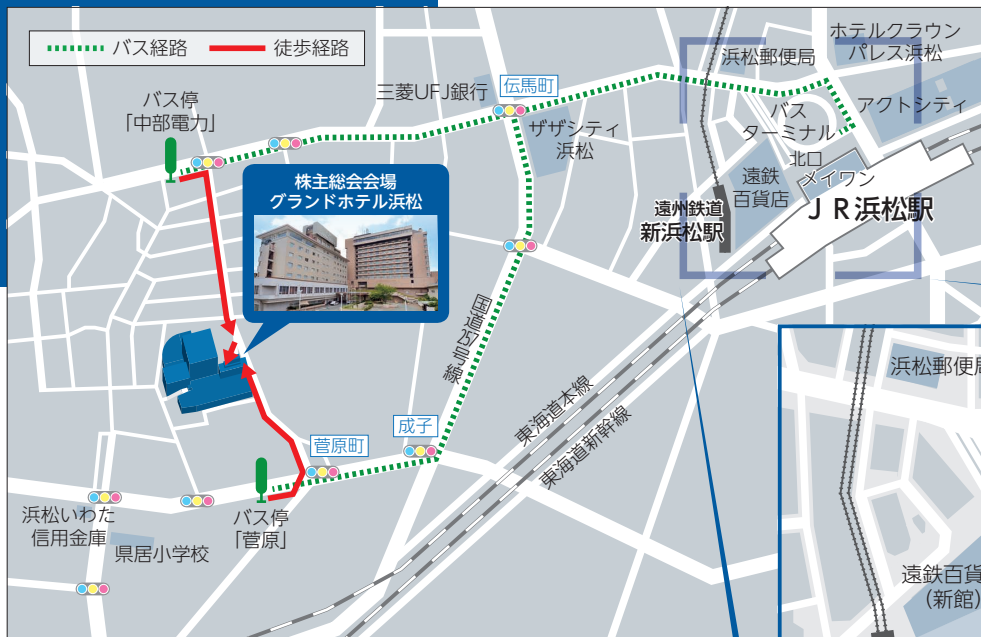 バス経路
徒歩経路
ホテルクラウン
パレス浜松
浜松郵便局
三菱UFJ銀行
伝馬町
バス停
「中部電力」
バス
ターミナル
アクトシティ
ザザシティ
浜松
北口
メイワン
遠鉄
百貨店
株主総会会場
グランドホテル浜松
ＪＲ浜松駅
遠州鉄道
新浜松駅
国道257号線
東海道本線
東海道新幹線
浜松郵便局
成子
菅原町
バス停
「菅原」
浜松いわた
信用金庫
県居小学校
遠鉄百貨
(新館)